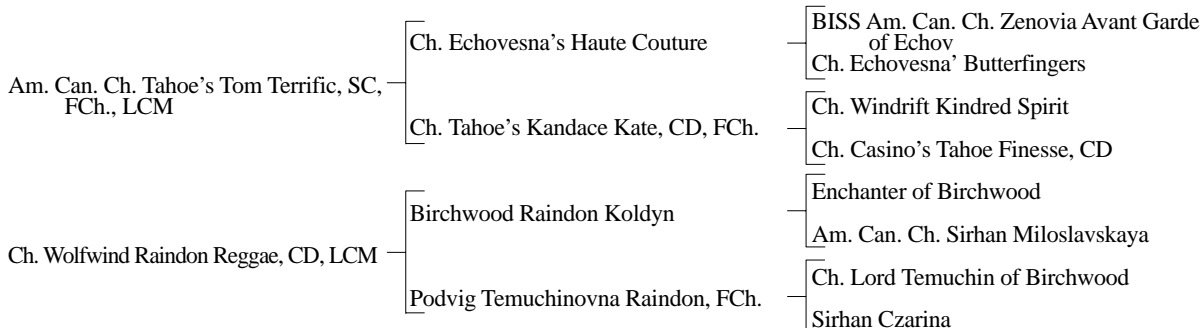 BISS Am. Can. Ch. Zenovia Avant Garde
of Echov
Ch. Echovesna's Haute Couture
Ch. Echovesna' Butterfingers
Am. Can. Ch. Tahoe's Tom Terrific, SC,
FCh., LCM
Ch. Windrift Kindred Spirit
Ch. Tahoe's Kandace Kate, CD, FCh.
Ch. Casino's Tahoe Finesse, CD
Enchanter of Birchwood
Birchwood Raindon Koldyn
Am. Can. Ch. Sirhan Miloslavskaya
Ch. Wolfwind Raindon Reggae, CD, LCM
Ch. Lord Temuchin of Birchwood
Podvig Temuchinovna Raindon, FCh.
Sirhan Czarina